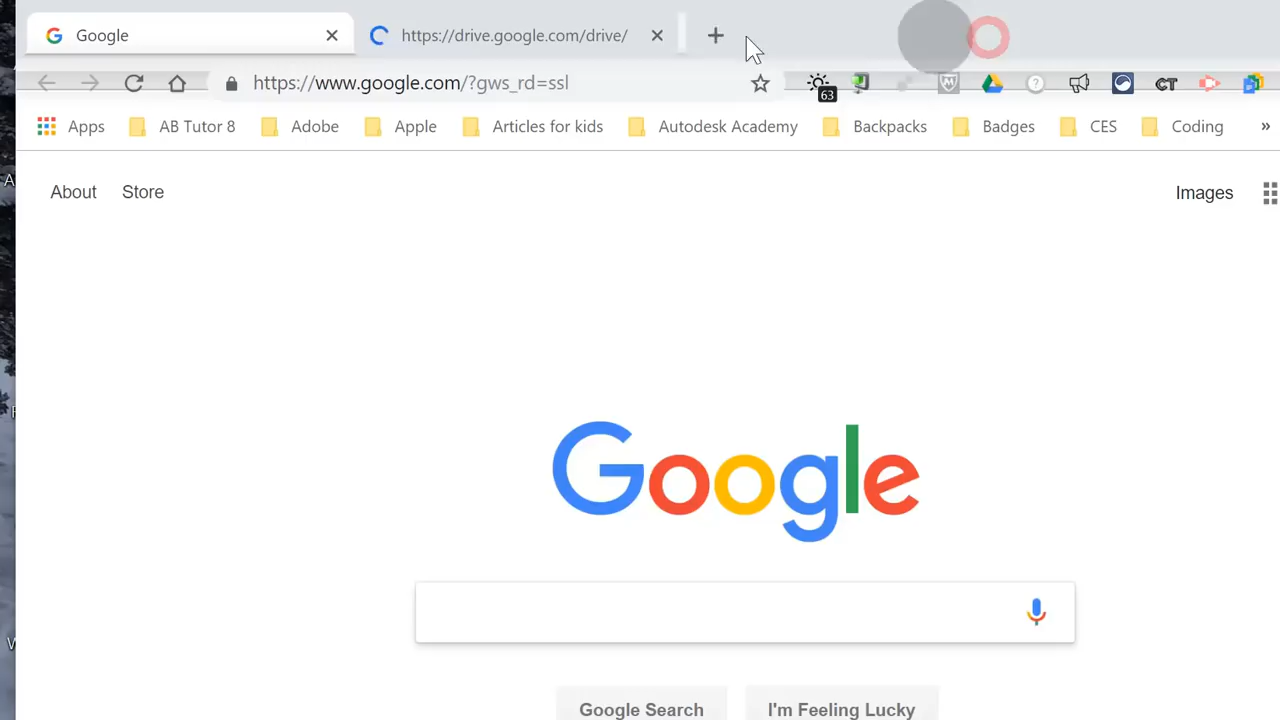 Google https://drive.google.com/drive/
https://www.google.com/?gws_rd=ssl 63 CT
Apps AB Tutor 8 Adobe Apple Articles for kids Autodesk Academy Backpacks Badges CES Coding »
About Store Images
Google
Google Search I'm Feeling Lucky